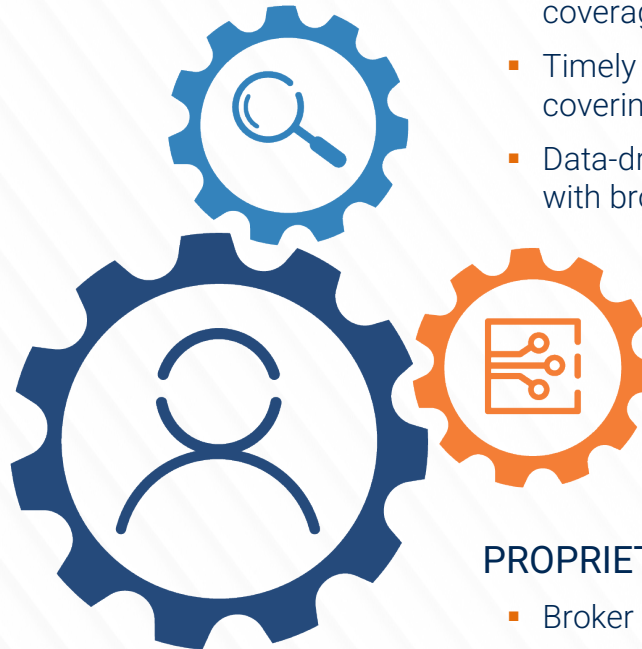 coverag
▪ Timely
coverin
▪ Data-dr
with bro
PROPRIET
▪ Broker